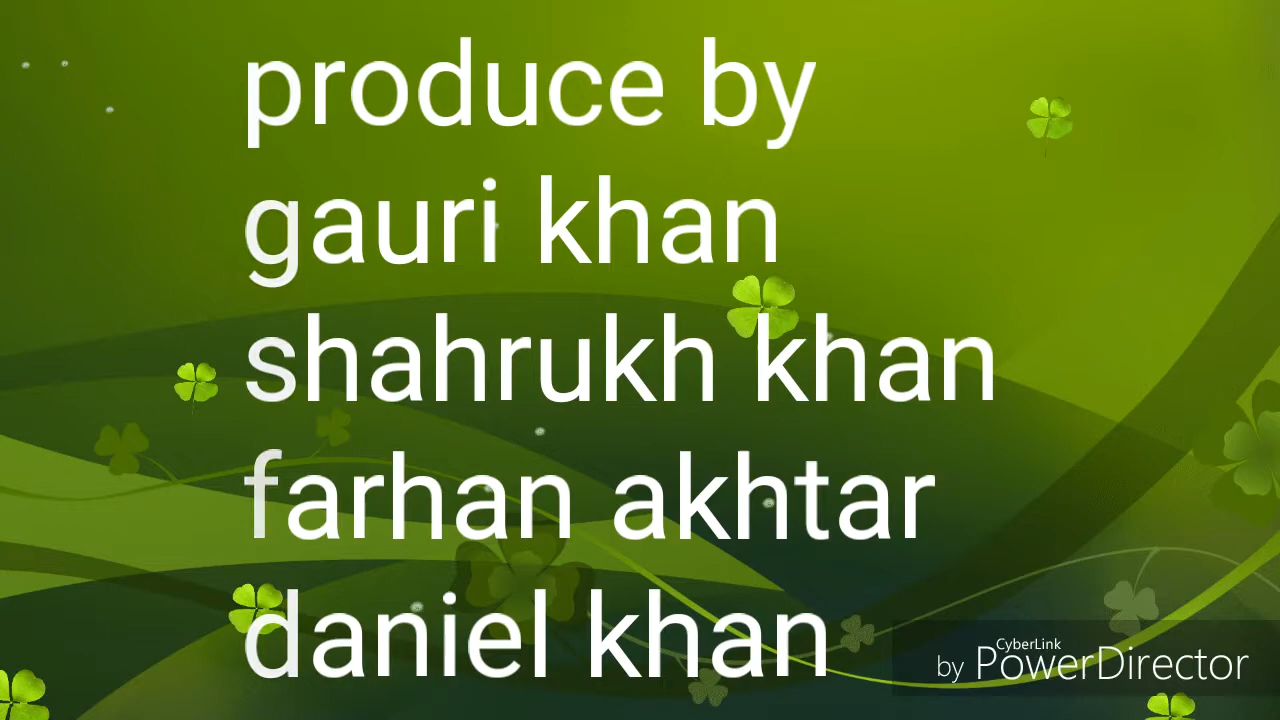 produce by
gauri khan
shahrukh khan
farhan akhtar
daniel khan
by CyberLink PowerDirector